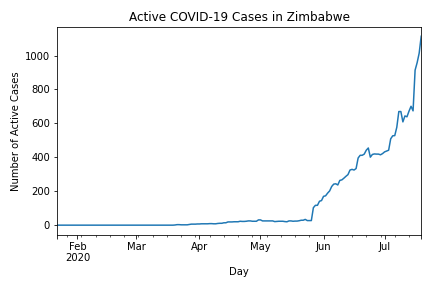 Active COVID-19 Cases in Zimbabwe
Number of Active Cases
1000
800
600
400
200
0
Feb Mar Apr May Jun Jul
2020
Day